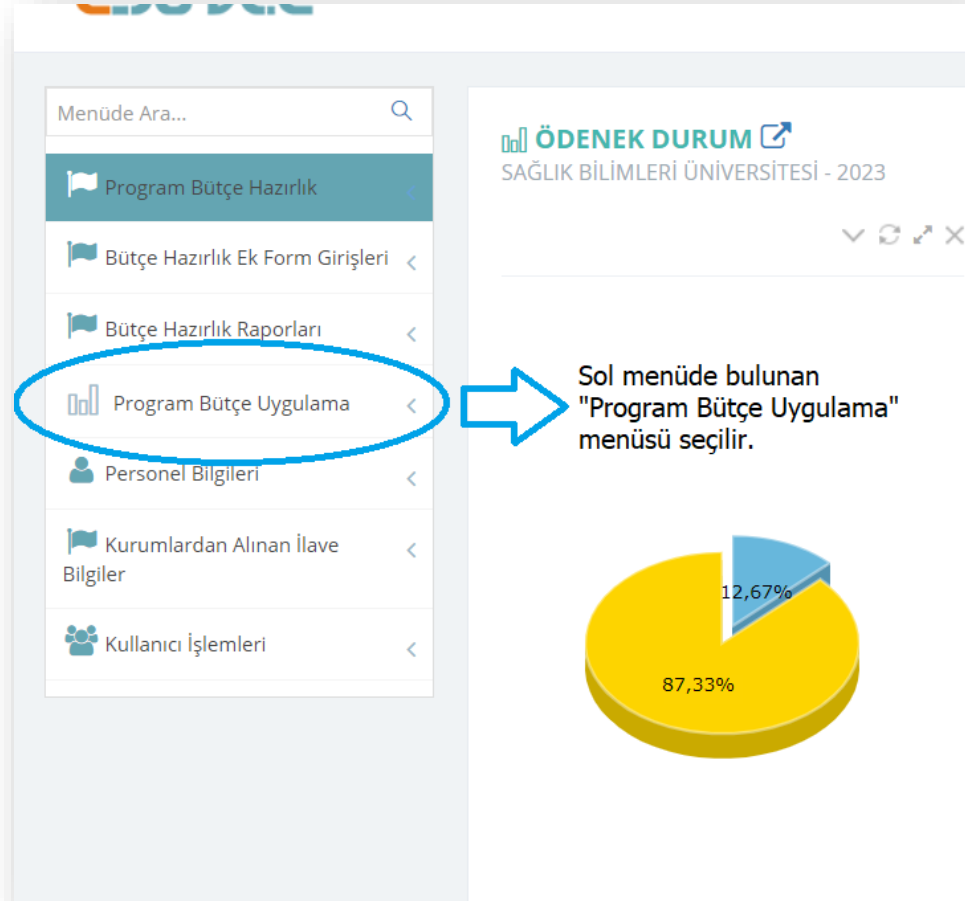 Menüde Ara...
Program Bütçe Hazırlık
Bütçe Hazırlık Ek Form Girişleri
Bütçe Hazırlık Raporları
Program Bütçe Uygulama
Personel Bilgileri
Kurumlardan Alınan İlave
Bilgiler
Kullanıcı İşlemleri
ÖDENEK DURUM
SAĞLIK BİLİMLERİ ÜNİVERSİTESİ - 2023
Sol menüde bulunan
"Program Bütçe Uygulama"
menüsü seçilir.
12,67%
87,33%